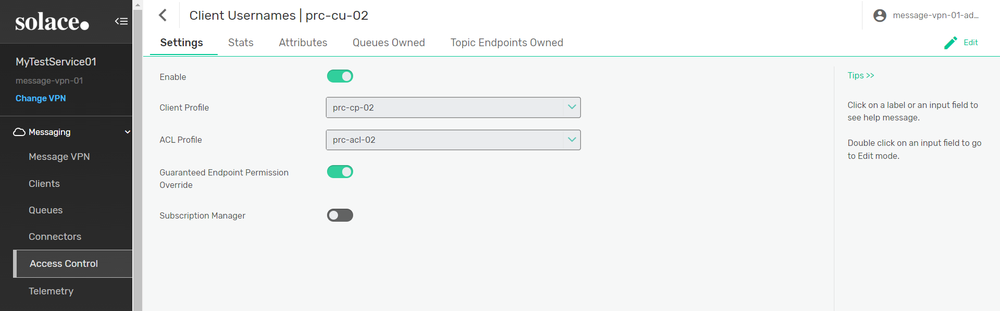 solace.
Client Usernames | prc-cu-02
message-vpn-01-ad...
Settings
Stats
Attributes
Queues Owned
Topic Endpoints Owned
Edit
MyTestService01
message-vpn-01
Change VPN
Messaging
Message VPN
Clients
Queues
Connectors
Access Control
Telemetry
Enable
Client Profile
prc-cp-02
ACL Profile
prc-acl-02
Guaranteed Endpoint Permission
Override
Subscription Manager
Tips >>
Click on a label or an input field to
see help message.
Double click on an input field to go
to Edit mode.